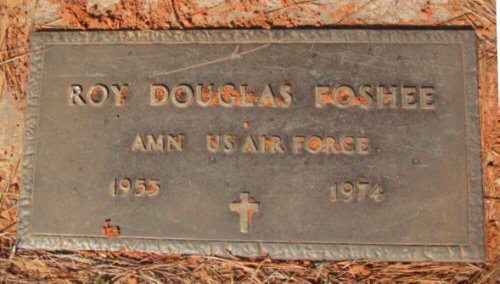 ROY DOUGLAS FOSHEE
AMN US AIR FORCE
1955 1974